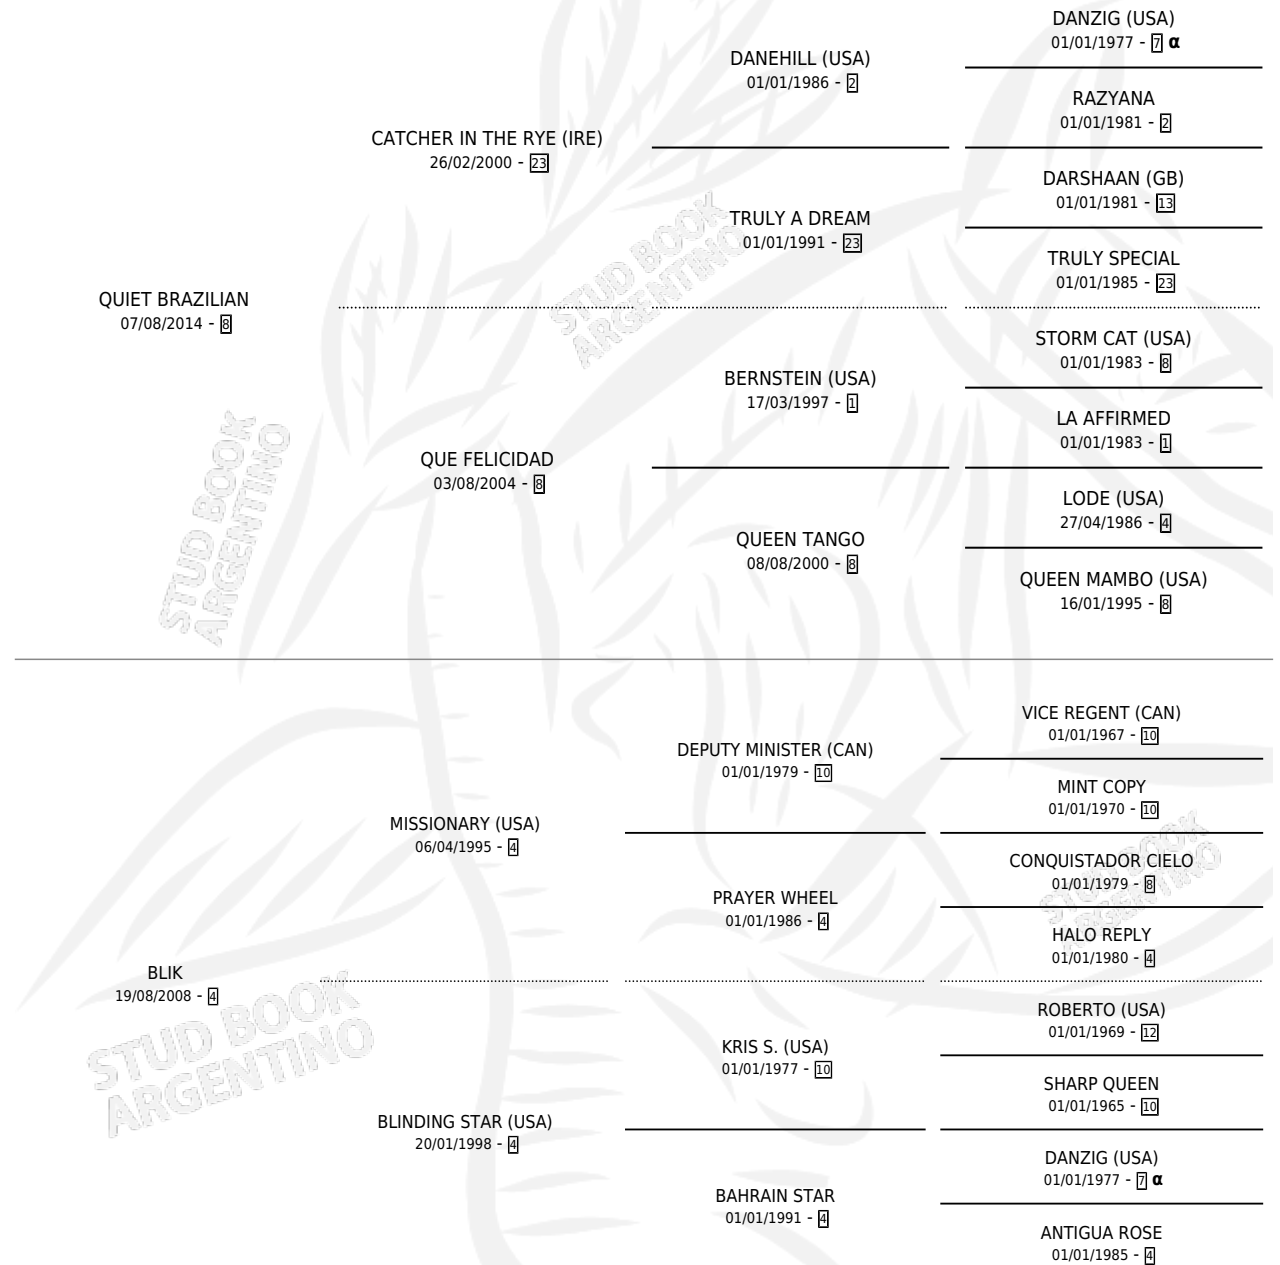 DANZIG (USA)
01/01/1977 - 7 α
DANEHILL (USA)
01/01/1986 - 2
RAZYANA
01/01/1981 - 2
CATCHER IN THE RYE (IRE)
26/02/2000 - 23
DARSHAAN (GB)
01/01/1981 - 13
TRULY A DREAM
01/01/1991 - 23
TRULY SPECIAL
01/01/1985 - 23
QUIET BRAZILIAN
07/08/2014 - 8
STORM CAT (USA)
01/01/1983 - 8
BERNSTEIN (USA)
17/03/1997 - 1
LA AFFIRMED
01/01/1983 - 1
QUE FELICIDAD
03/08/2004 - 8
LODE (USA)
27/04/1986 - 4
QUEEN TANGO
08/08/2000 - 8
QUEEN MAMBO (USA)
16/01/1995 - 8
VICE REGENT (CAN)
01/01/1967 - 10
DEPUTY MINISTER (CAN)
01/01/1979 - 10
MINT COPY
01/01/1970 - 10
MISSIONARY (USA)
06/04/1995 - 4
CONQUISTADOR CIELO
01/01/1979 - 8
PRAYER WHEEL
01/01/1986 - 4
HALO REPLY
01/01/1980 - 4
BLIK
19/08/2008 - 4
ROBERTO (USA)
01/01/1969 - 12
KRIS S. (USA)
01/01/1977 - 10
SHARP QUEEN
01/01/1965 - 10
BLINDING STAR (USA)
20/01/1998 - 4
DANZIG (USA)
01/01/1977 - 7 α
BAHRAIN STAR
01/01/1991 - 4
ANTIGUA ROSE
01/01/1985 - 4
STUD BOOK
ARGENTINO
STUD BOOK
ARGENTINO
STUD BOOK
ARGENTINO
STUD BOOK
ARGENTINO